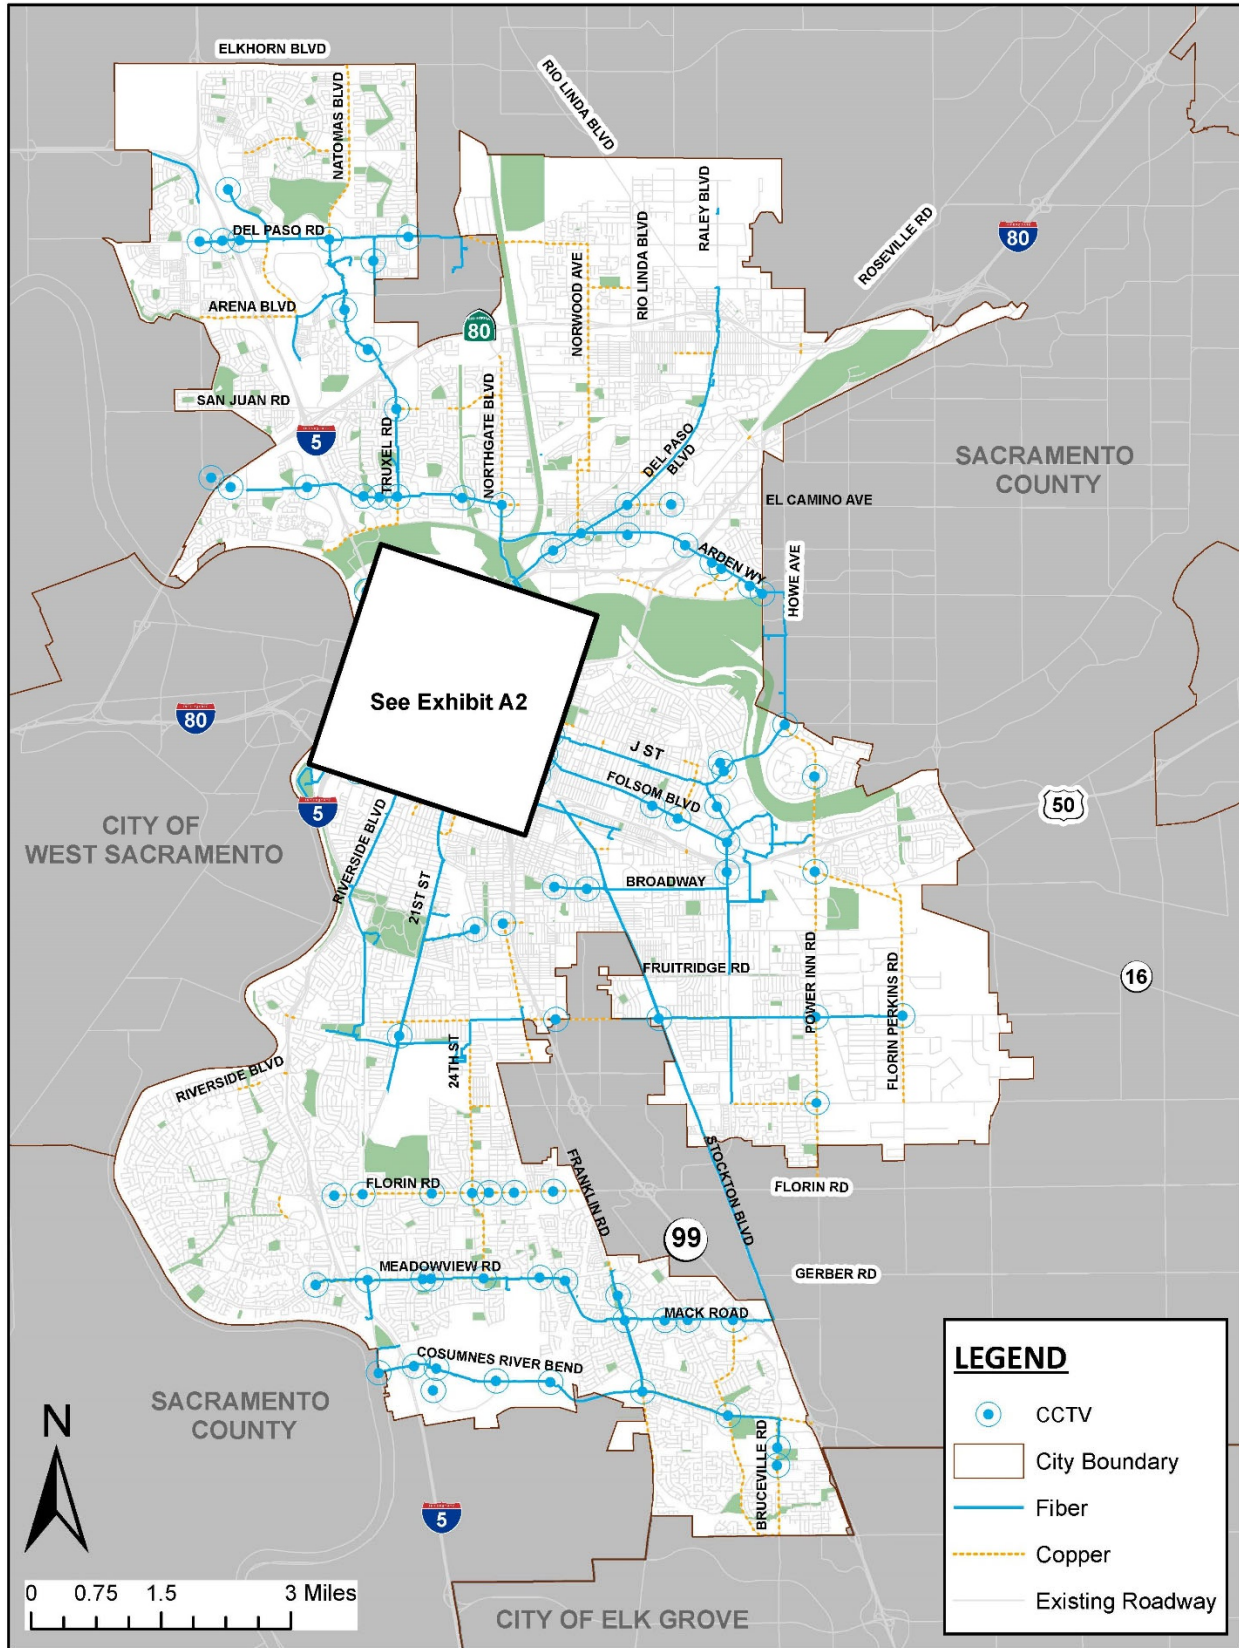 ELKHORN BLVD
RIO LINDA BLVD
NATOMAS BLVD
RALEY BLVD
RIO LINDA BLVD
ROSEVILLE RD
80
DEL PASO RD
NORWOOD AVE
ARENA BLVD
80
SAN JUAN RD
5
TRUXEL RD
NORTHGATE BLVD
DEL PASO
BLVD
SACRAMENTO
COUNTY
EL CAMINO AVE
ARDEN WY
HOWE AVE
See Exhibit A2
80
J ST
FOLSOM BLVD
5
50
CITY OF
WEST SACRAMENTO
RIVERSIDE BLVD
21ST ST
BROADWAY
FRUITRIDGE RD
POWER INN RD
FLORIN PERKINS RD
16
24TH ST
RIVERSIDE BLVD
FRANKLIN RD
STOCKTON BLVD
FLORIN RD
FLORIN RD
99
MEADOWVIEW RD
GERBER RD
MACK ROAD
COSUMNES RIVER BEND
SACRAMENTO
COUNTY
BRUCEVILLE RD
N
5
0 0.75 1.5 3 Miles
CITY OF ELK GROVE
LEGEND
CCTV
City Boundary
Fiber
Copper
Existing Roadway